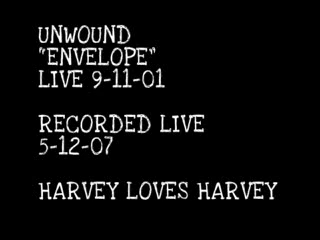 UNWOUND
"ENVELOPE"
LIVE 9-11-01
RECORDED LIVE
5-12-07
HARVEY LOVES HARVEY